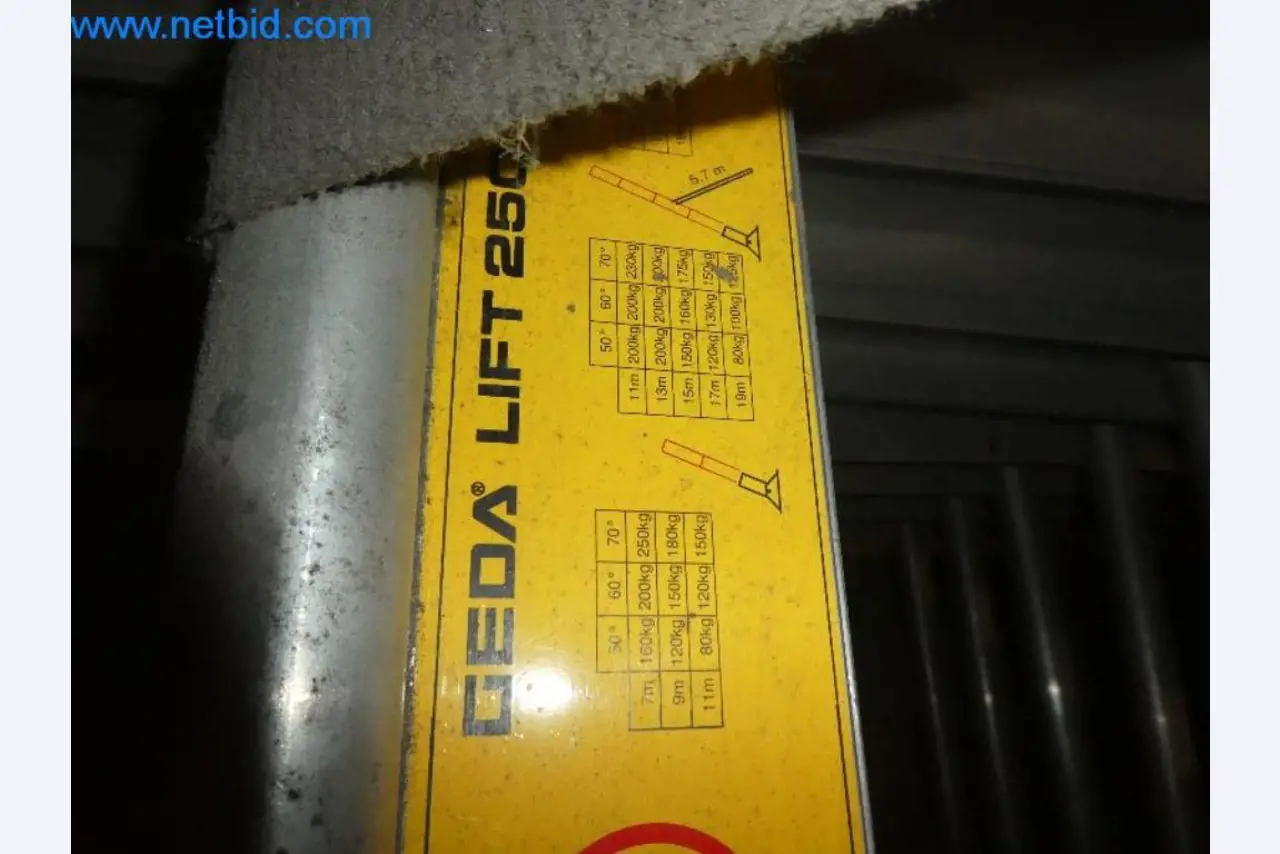 www.netbid.com
GEDA® LIFT 250
50° 60° 70°
7m 160kg 200kg 250kg
9m 120kg 150kg 180kg
11m 80kg 120kg 150kg
5,7 m
50° 60° 70°
11m 200kg 200kg 230kg
13m 200kg 200kg 200kg
15m 150kg 160kg 175kg
17m 120kg 130kg 150kg
19m 80kg 100kg 125kg